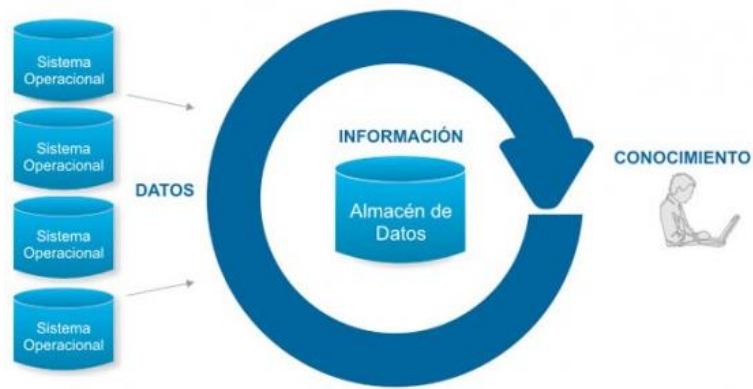 Sistema
Operacional
Sistema
Operacional
Sistema
Operacional
Sistema
Operacional
DATOS
INFORMACIÓN
Almacén de
Datos
CONOCIMIENTO